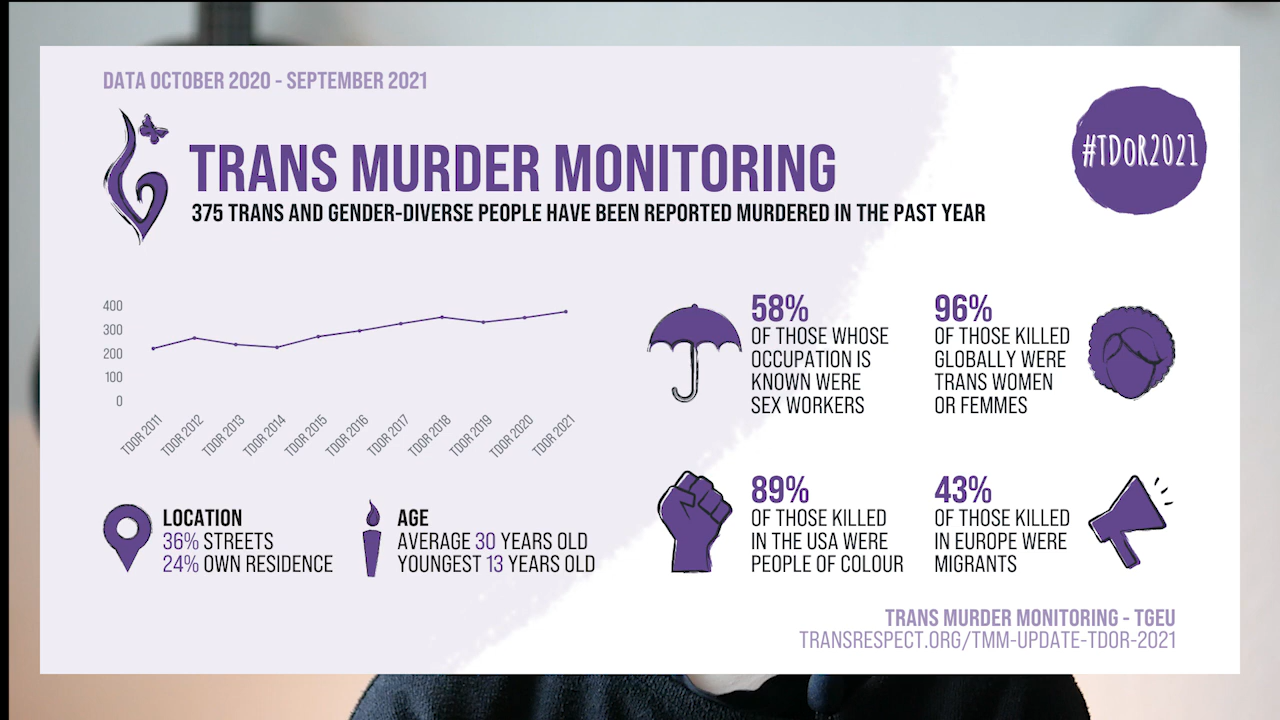 DATA OCTOBER 2020 - SEPTEMBER 2021
#TDOR2021
TRANS MURDER MONITORING
375 TRANS AND GENDER-DIVERSE PEOPLE HAVE BEEN REPORTED MURDERED IN THE PAST YEAR
400
300
200
100
0
TDOR 2011
TDOR 2012
TDOR 2013
TDOR 2014
TDOR 2015
TDOR 2016
TDOR 2017
TDOR 2018
TDOR 2019
TDOR 2020
TDOR 2021
LOCATION
36% STREETS
24% OWN RESIDENCE
AGE
AVERAGE 30 YEARS OLD
YOUNGEST 13 YEARS OLD
58%
OF THOSE WHOSE
OCCUPATION IS
KNOWN WERE
SEX WORKERS
96%
OF THOSE KILLED
GLOBALLY WERE
TRANS WOMEN
OR FEMMES
89%
OF THOSE KILLED
IN THE USA WERE
PEOPLE OF COLOUR
43%
OF THOSE KILLED
IN EUROPE WERE
MIGRANTS
TRANS MURDER MONITORING - TGEU
TRANSRESPECT.ORG/TMM-UPDATE-TDOR-2021